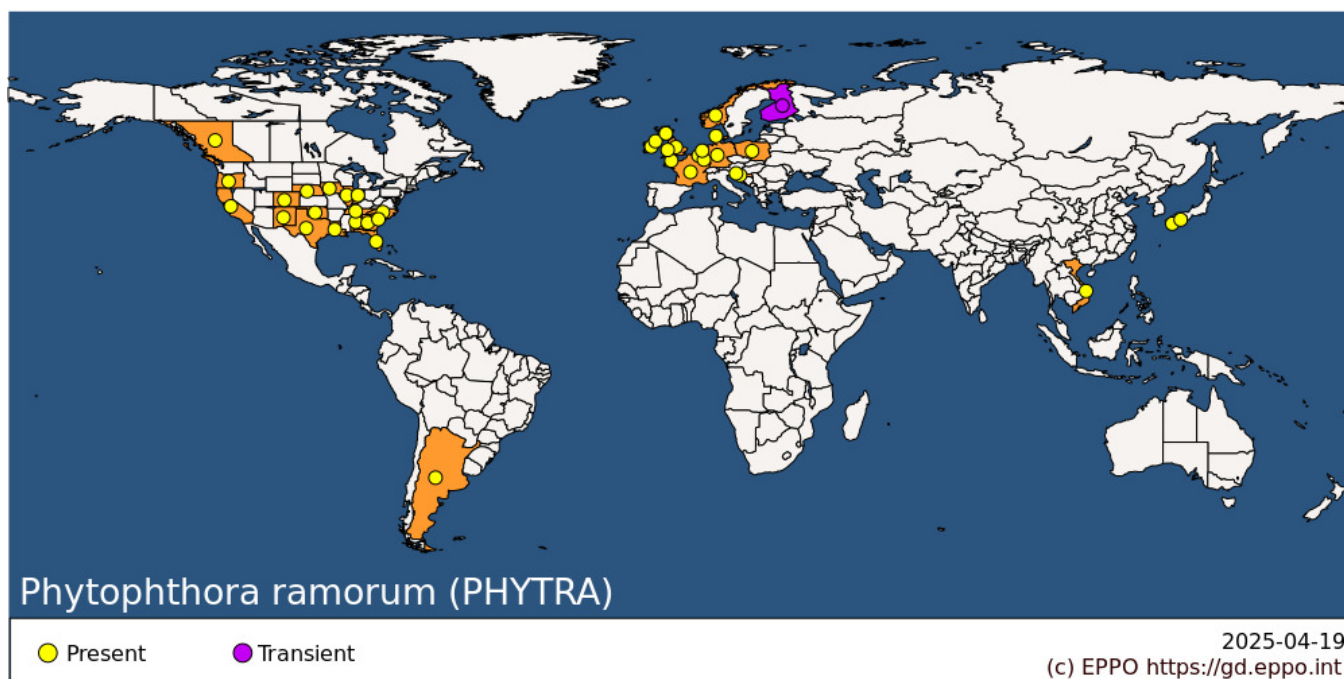 Phytophthora ramorum (PHYTRA)
Present
Transient
2025-04-19
(c) EPPO https://gd.eppo.int